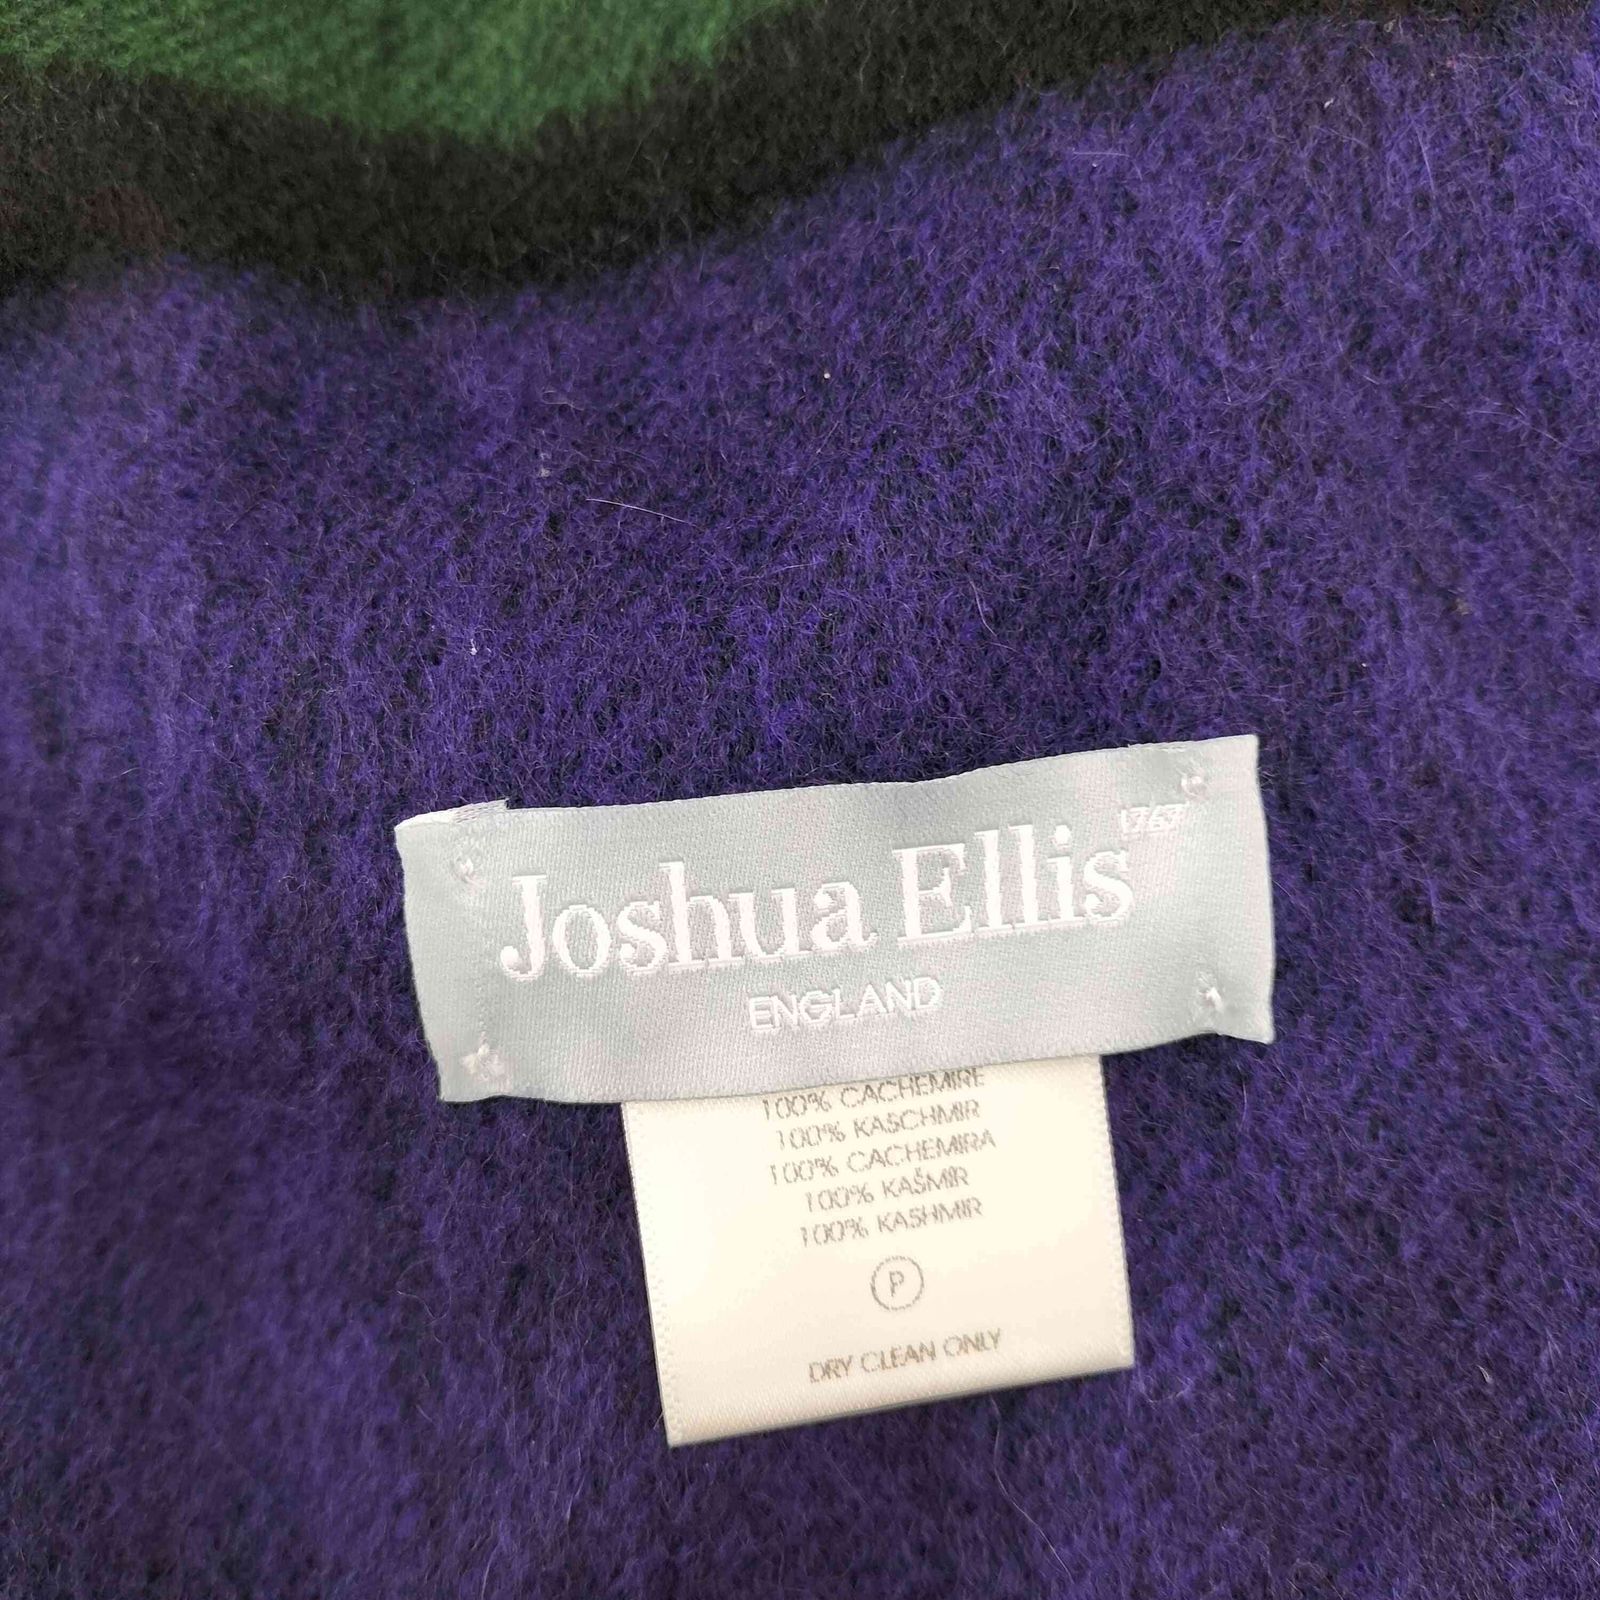 Joshua Ellis 1767
ENGLAND
100% CACHEMIRE
100% KASCHMIR
100% CACHEMIRA
100% KAŠMIR
100% KASHMIR
P
DRY CLEAN ONLY